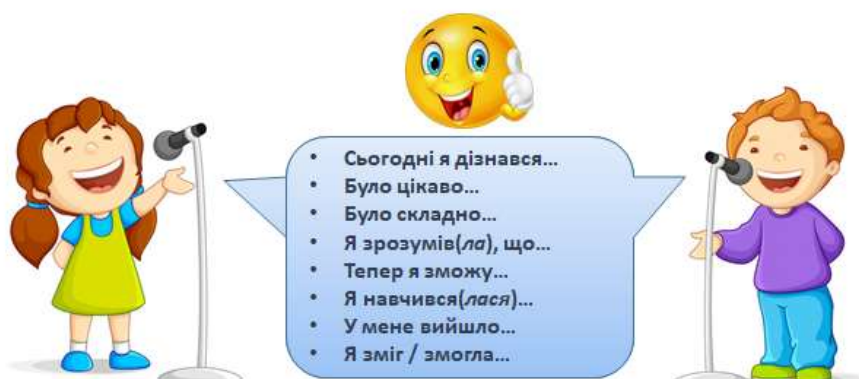 • Сьогодні я дізнався...
• Було цікаво...
• Було складно...
• Я зрозумів(ла), що...
• Тепер я зможу...
• Я навчився(лася)...
• У мене вийшло...
• Я зміг / змогла...